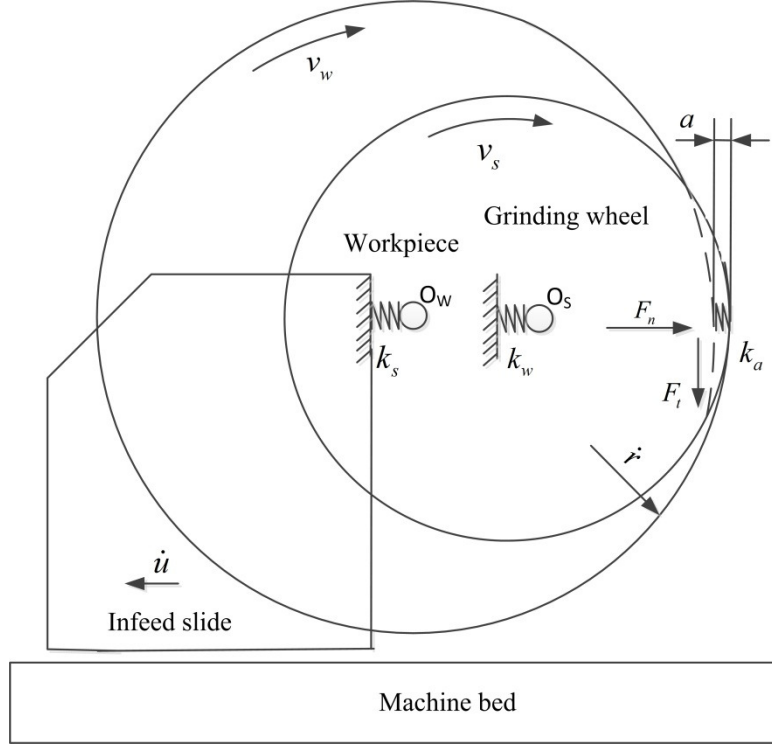 v_w
a
v_s
Grinding wheel
Workpiece
O_W
O_S
F_n
k_s
k_w
k_a
F_t
ṙ
u̇
Infeed slide
Machine bed